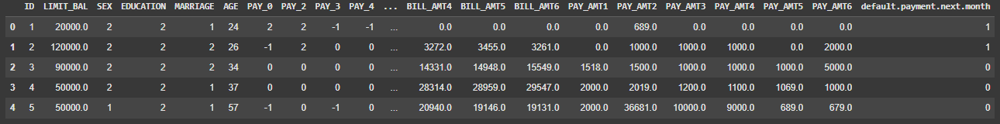 ID LIMIT_BAL SEX EDUCATION MARRIAGE AGE PAY_0 PAY_2 PAY_3 PAY_4 ... BILL_AMT4 BILL_AMT5 BILL_AMT6 PAY_AMT1 PAY_AMT2 PAY_AMT3 PAY_AMT4 PAY_AMT5 PAY_AMT6 default.payment.next.month
0 1 20000.0 2 2 1 24 2 2 -1 -1 ... 0.0 0.0 0.0 0.0 689.0 0.0 0.0 0.0 0.0 1
1 2 120000.0 2 2 2 26 -1 2 0 0 ... 3272.0 3455.0 3261.0 0.0 1000.0 1000.0 1000.0 0.0 2000.0 1
2 3 90000.0 2 2 2 34 0 0 0 0 ... 14331.0 14948.0 15549.0 1518.0 1500.0 1000.0 1000.0 1000.0 5000.0 0
3 4 50000.0 2 2 1 37 0 0 0 0 ... 28314.0 28959.0 29547.0 2000.0 2019.0 1200.0 1100.0 1069.0 1000.0 0
4 5 50000.0 1 2 1 57 -1 0 -1 0 ... 20940.0 19146.0 19131.0 2000.0 36681.0 10000.0 9000.0 689.0 679.0 0